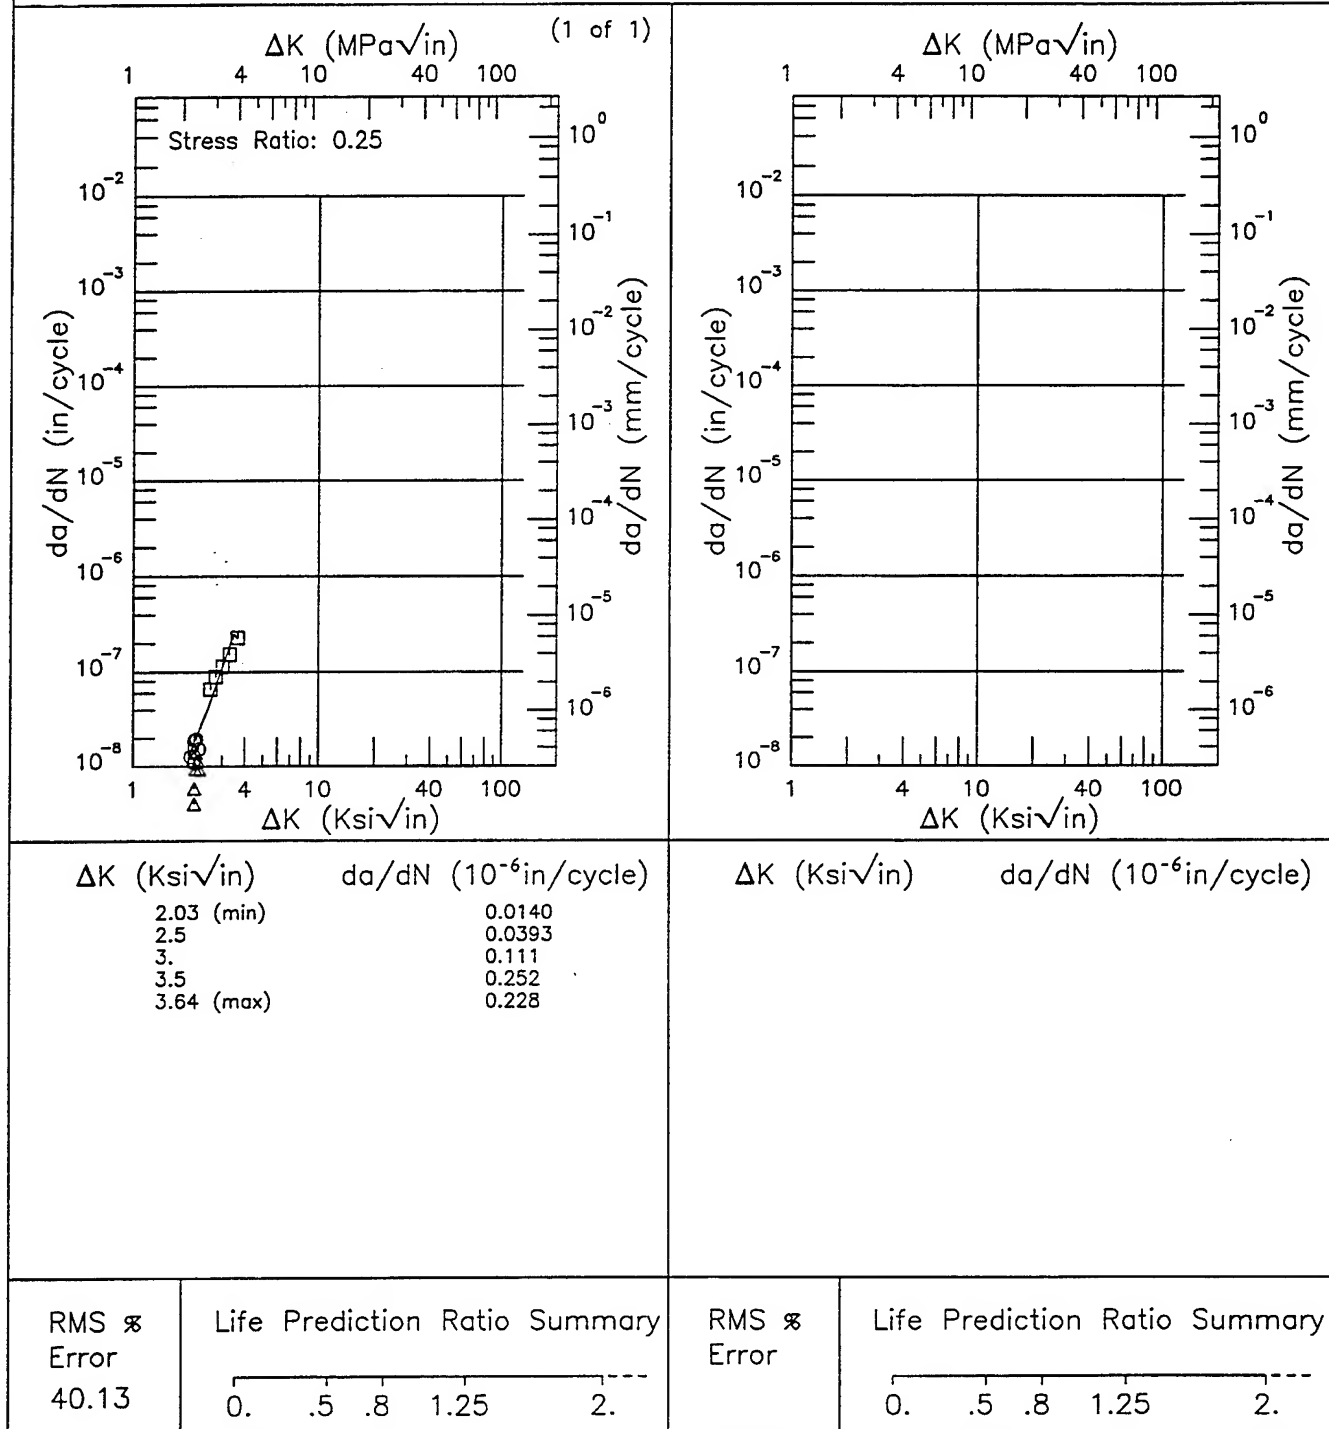 (1 of 1)
ΔK (MPa√in)
1 4 10 40 100
Stress Ratio: 0.25
da/dN (in/cycle)
10⁻²
10⁻³
10⁻⁴
10⁻⁵
10⁻⁶
10⁻⁷
10⁻⁸
da/dN (mm/cycle)
10⁰
10⁻¹
10⁻²
10⁻³
10⁻⁴
10⁻⁵
10⁻⁶
1 4 10 40 100
ΔK (Ksi√in)
ΔK (MPa√in)
1 4 10 40 100
da/dN (in/cycle)
10⁻²
10⁻³
10⁻⁴
10⁻⁵
10⁻⁶
10⁻⁷
10⁻⁸
da/dN (mm/cycle)
10⁰
10⁻¹
10⁻²
10⁻³
10⁻⁴
10⁻⁵
10⁻⁶
1 4 10 40 100
ΔK (Ksi√in)
ΔK (Ksi√in) da/dN (10⁻⁶in/cycle)
2.03 (min) 0.0140
2.5 0.0393
3. 0.111
3.5 0.252
3.64 (max) 0.228
ΔK (Ksi√in) da/dN (10⁻⁶in/cycle)
RMS %
Error
40.13
Life Prediction Ratio Summary
0. .5 .8 1.25 2.
RMS %
Error
Life Prediction Ratio Summary
0. .5 .8 1.25 2.